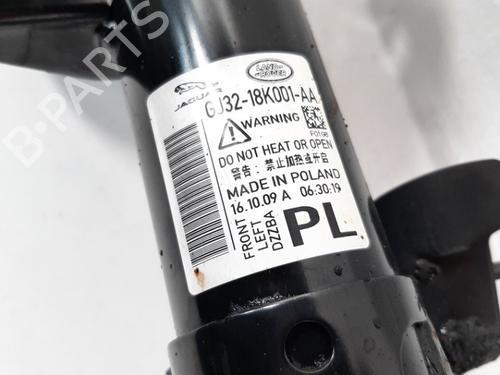 JAGUAR
LAND-
ROVER
GJ32-18K001-AA
WARNING
F0198
DO NOT HEAT OR OPEN
警告: 禁止加热或开启
MADE IN POLAND
16.10.09 A 06:30:19
FRONT
LEFT
DZZBA
PL
B-PARTS